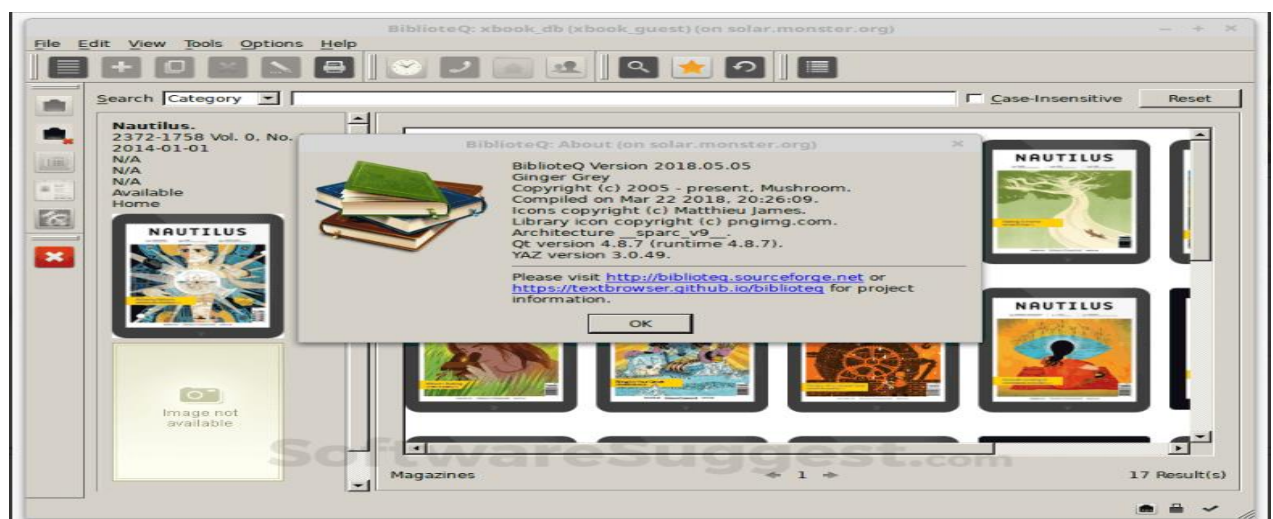 BiblioteQ: xbook_db (xbook_guest) (on solar.monster.org)
File Edit View Tools Options Help
Search Category Case-Insensitive Reset
Nautilus.
2372-1758 Vol. 0, No.
2014-01-01
N/A
N/A
Available
Home
NAUTILUS
Image not
available
BiblioteQ: About (on solar.monster.org)
BiblioteQ Version 2018.05.05
Ginger Grey
Copyright (c) 2005 - present, Mushroom.
Compiled on Mar 22 2018, 20:26:09.
Icons copyright (c) Matthieu James.
Library icon copyright (c) pngimg.com.
Architecture __sparc_v9__.
Qt version 4.8.7 (runtime 4.8.7).
YAZ version 3.0.49.
Please visit http://biblioteq.sourceforge.net or
https://textbrowser.github.io/biblioteq for project
information.
OK
NAUTILUS
NAUTILUS
SoftwareSuggest.com
Magazines 1 17 Result(s)